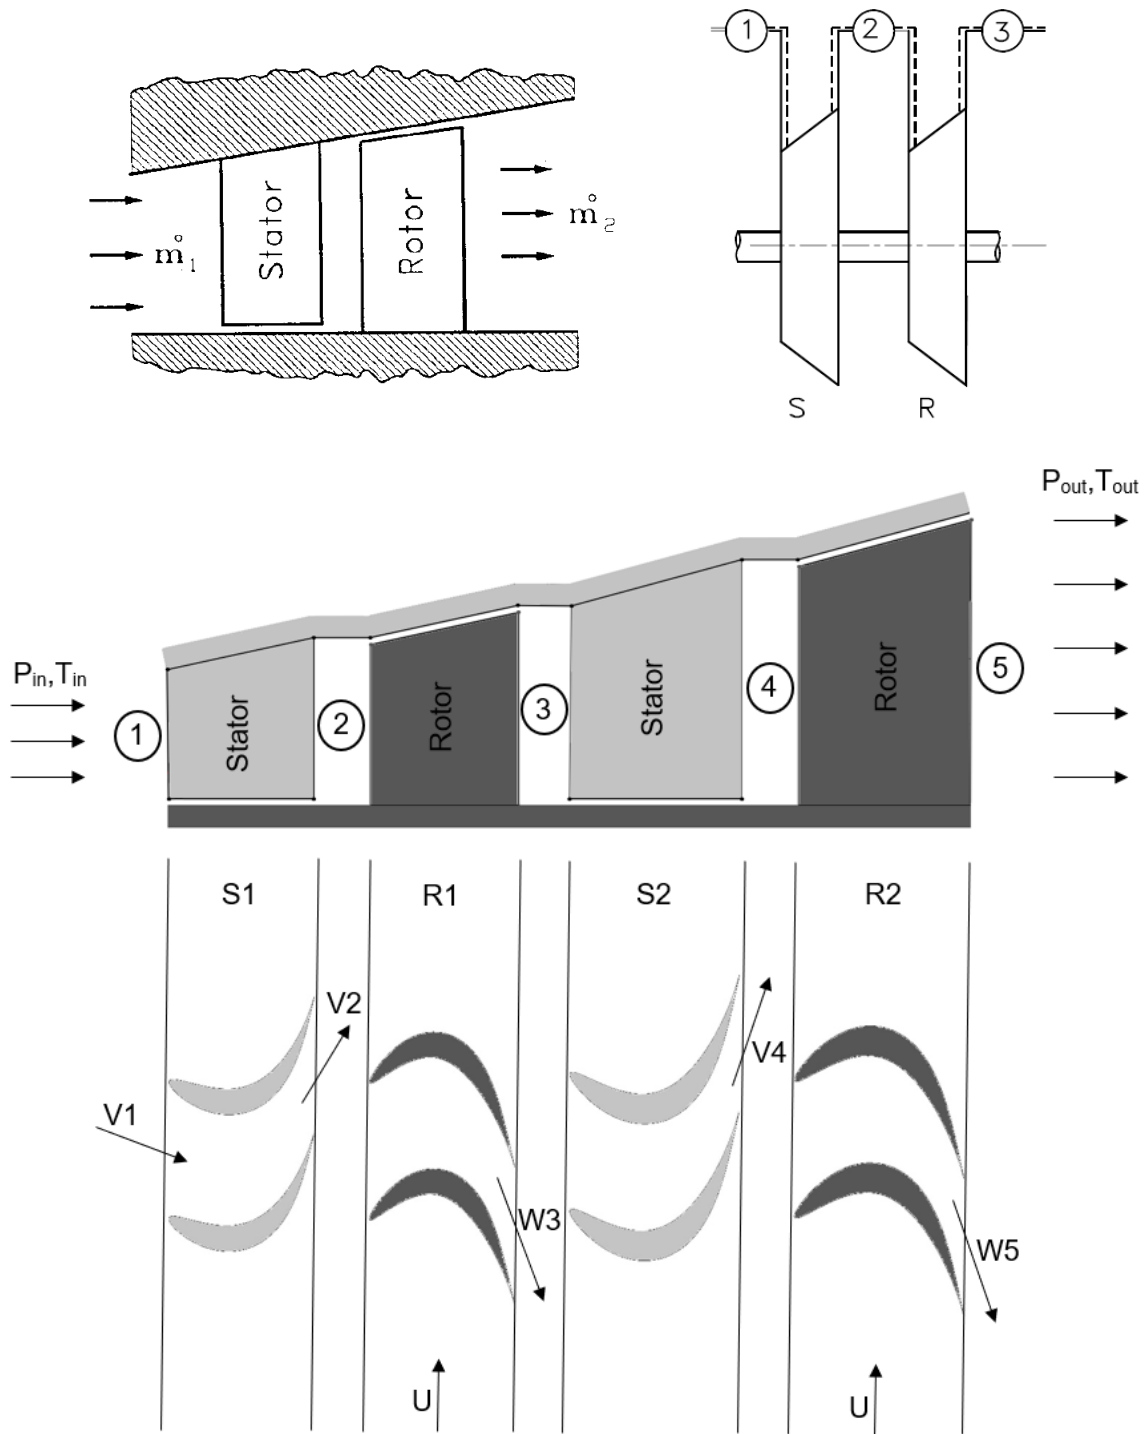 1
2
3
Stator
Rotor
m°1
m°2
S
R
Pout,Tout
Pin,Tin
1
Stator
2
Rotor
3
Stator
4
Rotor
5
S1
R1
S2
R2
V1
V2
W3
V4
W5
U
U